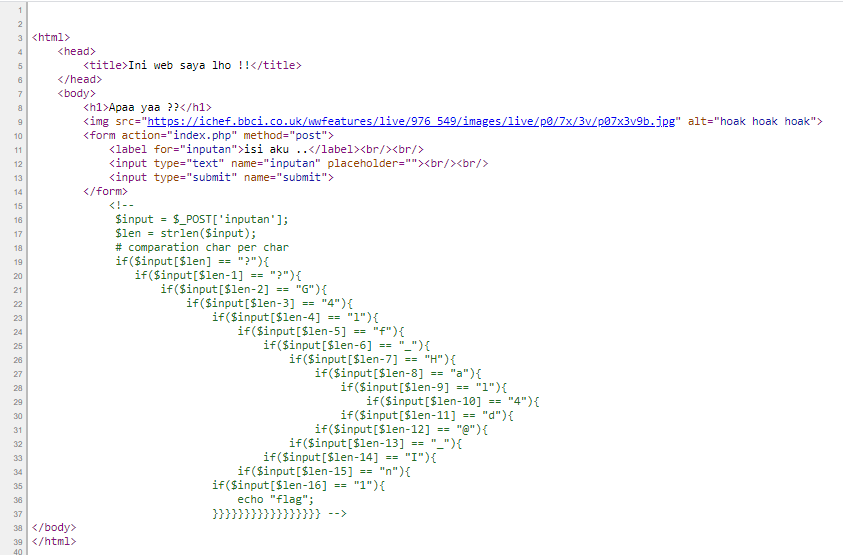 1
2
3 <html>
4 <head>
5 <title>Ini web saya lho !!</title>
6 </head>
7 <body>
8 <h1>Apaa yaa ??</h1>
9 <img src="https://ichef.bbci.co.uk/wwfeatures/live/976_549/images/live/p0/7x/3v/p07x3v9b.jpg" alt="hoak hoak hoak">
10 <form action="index.php" method="post">
11 <label for="inputan">isi aku ..</label><br/><br/>
12 <input type="text" name="inputan" placeholder=""><br/><br/>
13 <input type="submit" name="submit">
14 </form>
15 <!--
16 $input = $_POST['inputan'];
17 $len = strlen($input);
18 # comparation char per char
19 if($input[$len] == "?"){
20 if($input[$len-1] == "?"){
21 if($input[$len-2] == "G"){
22 if($input[$len-3] == "4"){
23 if($input[$len-4] == "l"){
24 if($input[$len-5] == "f"){
25 if($input[$len-6] == "_"){
26 if($input[$len-7] == "H"){
27 if($input[$len-8] == "a"){
28 if($input[$len-9] == "l"){
29 if($input[$len-10] == "4"){
30 if($input[$len-11] == "d"){
31 if($input[$len-12] == "@"){
32 if($input[$len-13] == "_"){
33 if($input[$len-14] == "I"){
34 if($input[$len-15] == "n"){
35 if($input[$len-16] == "1"){
36 echo "flag";
37 }}}}}}}}}}}}}}}}} -->
38 </body>
39 </html>
40